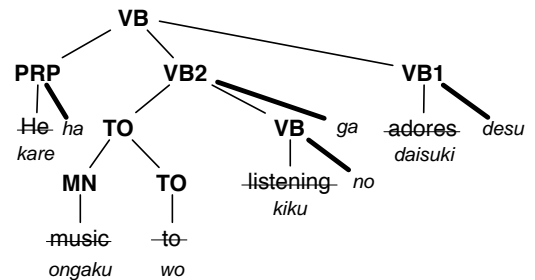 VB
PRP VB2 VB1
He ha TO VB ga adores desu
kare daisuki
MN TO listening no
kiku
music to
ongaku wo